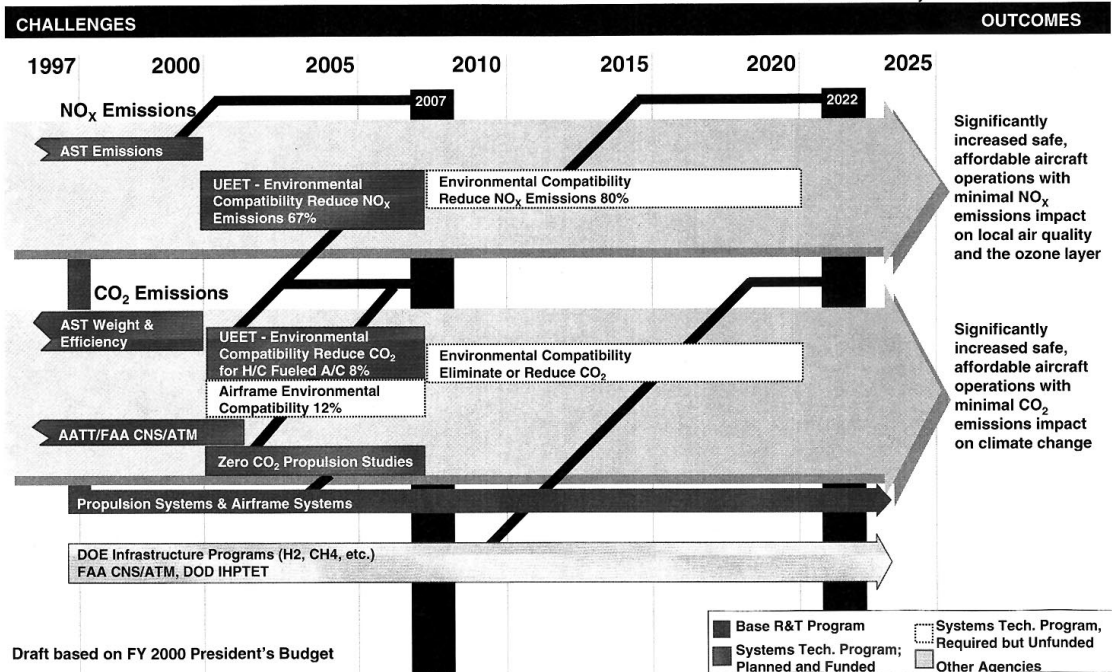 CHALLENGES
OUTCOMES
1997
2000
2005
2010
2015
2020
2025
NOX Emissions
2007
2022
AST Emissions
UEET - Environmental
Compatibility Reduce NOX
Emissions 67%
Environmental Compatibility
Reduce NOX Emissions 80%
Significantly
increased safe,
affordable aircraft
operations with
minimal NOX
emissions impact
on local air quality
and the ozone layer
CO2 Emissions
AST Weight &
Efficiency
UEET - Environmental
Compatibility Reduce CO2
for H/C Fueled A/C 8%
Airframe Environmental
Compatibility 12%
Environmental Compatibility
Eliminate or Reduce CO2
AATT/FAA CNS/ATM
Zero CO2 Propulsion Studies
Significantly
increased safe,
affordable aircraft
operations with
minimal CO2
emissions impact
on climate change
Propulsion Systems & Airframe Systems
DOE Infrastructure Programs (H2, CH4, etc.)
FAA CNS/ATM, DOD IHPTET
Draft based on FY 2000 President's Budget
Base R&T Program
Systems Tech. Program;
Planned and Funded
Systems Tech. Program,
Required but Unfunded
Other Agencies